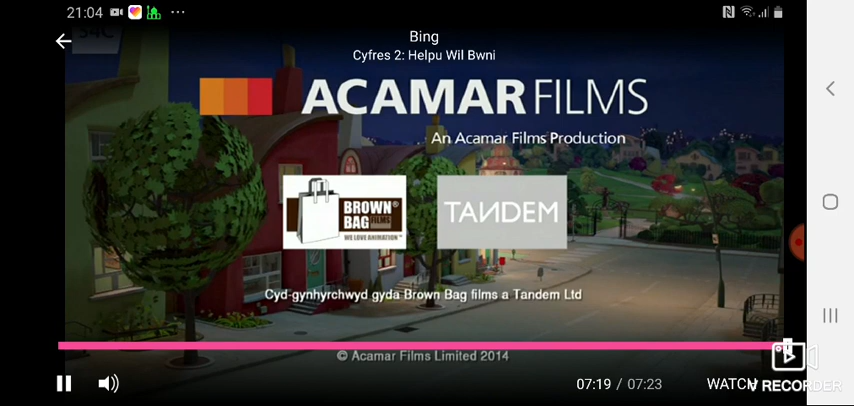 21:04
Bing
Cyfres 2: Helpu Wil Bwni
ACAMAR FILMS
An Acamar Films Production
BROWN®
BAG FILMS
WE LOVE ANIMATION™
TANDEM
Cyd-gynhyrchwyd gyda Brown Bag films a Tandem Ltd
© Acamar Films Limited 2014
07:19 / 07:23
WATCH
V RECORDER